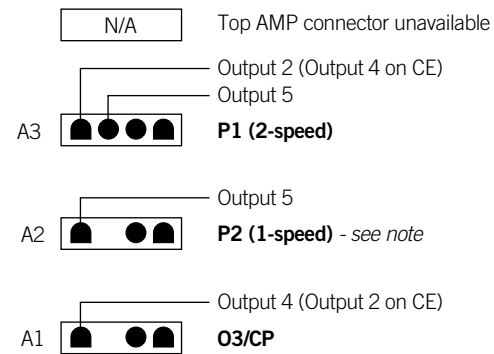 N/A Top AMP connector unavailable
Output 2 (Output 4 on CE)
Output 5
A3 P1 (2-speed)
Output 5
A2 P2 (1-speed) - see note
Output 4 (Output 2 on CE)
A1 O3/CP